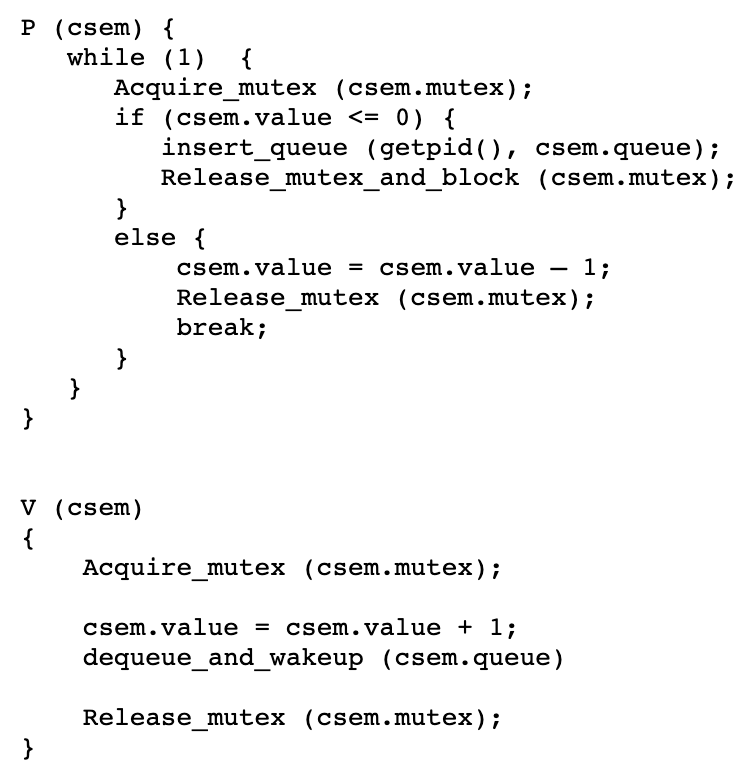 P (csem) {
   while (1)  {
      Acquire_mutex (csem.mutex);
      if (csem.value <= 0) {
         insert_queue (getpid(), csem.queue);
         Release_mutex_and_block (csem.mutex);
      }
      else {
          csem.value = csem.value – 1;
          Release_mutex (csem.mutex);
          break;
      }
   }
}
V (csem)
{
    Acquire_mutex (csem.mutex);
    csem.value = csem.value + 1;
    dequeue_and_wakeup (csem.queue)
    Release_mutex (csem.mutex);
}